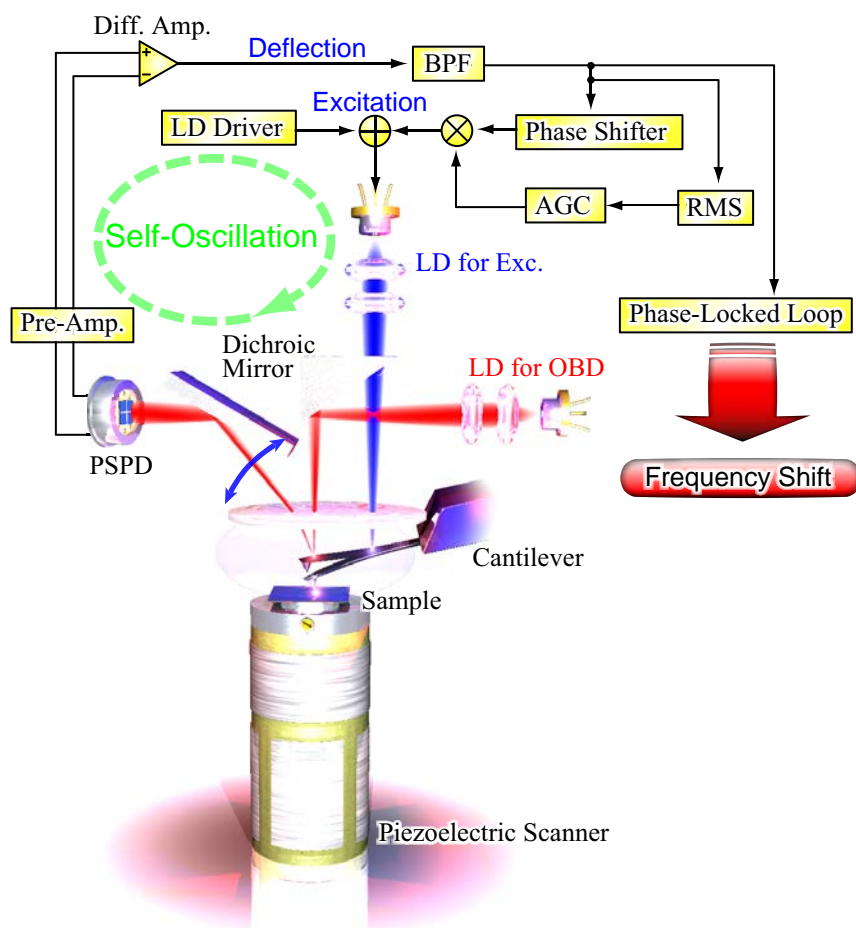 Diff. Amp.
+
−
Deflection
BPF
Excitation
LD Driver
Phase Shifter
AGC
RMS
Self-Oscillation
LD for Exc.
Pre-Amp.
Phase-Locked Loop
Dichroic
Mirror
LD for OBD
PSPD
Frequency Shift
Cantilever
Sample
Piezoelectric Scanner